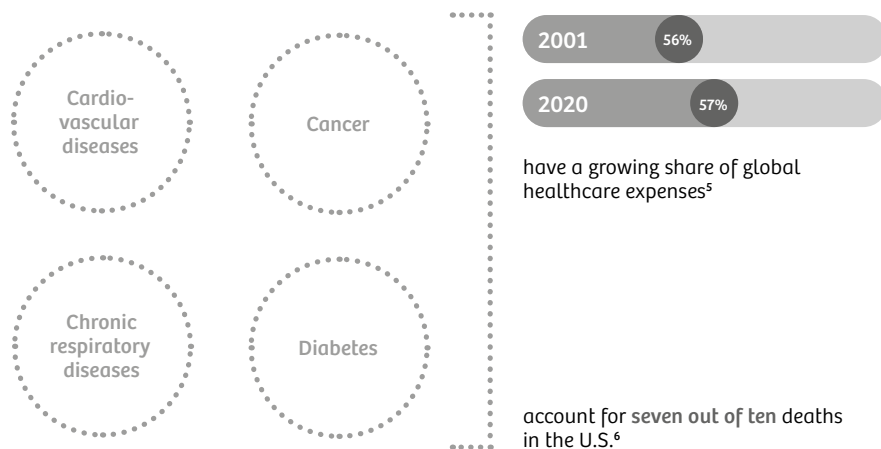 Cardio-
vascular
diseases
Cancer
Chronic
respiratory
diseases
Diabetes
2001 56%
2020 57%
have a growing share of global
healthcare expenses⁵
account for seven out of ten deaths
in the U.S.⁶